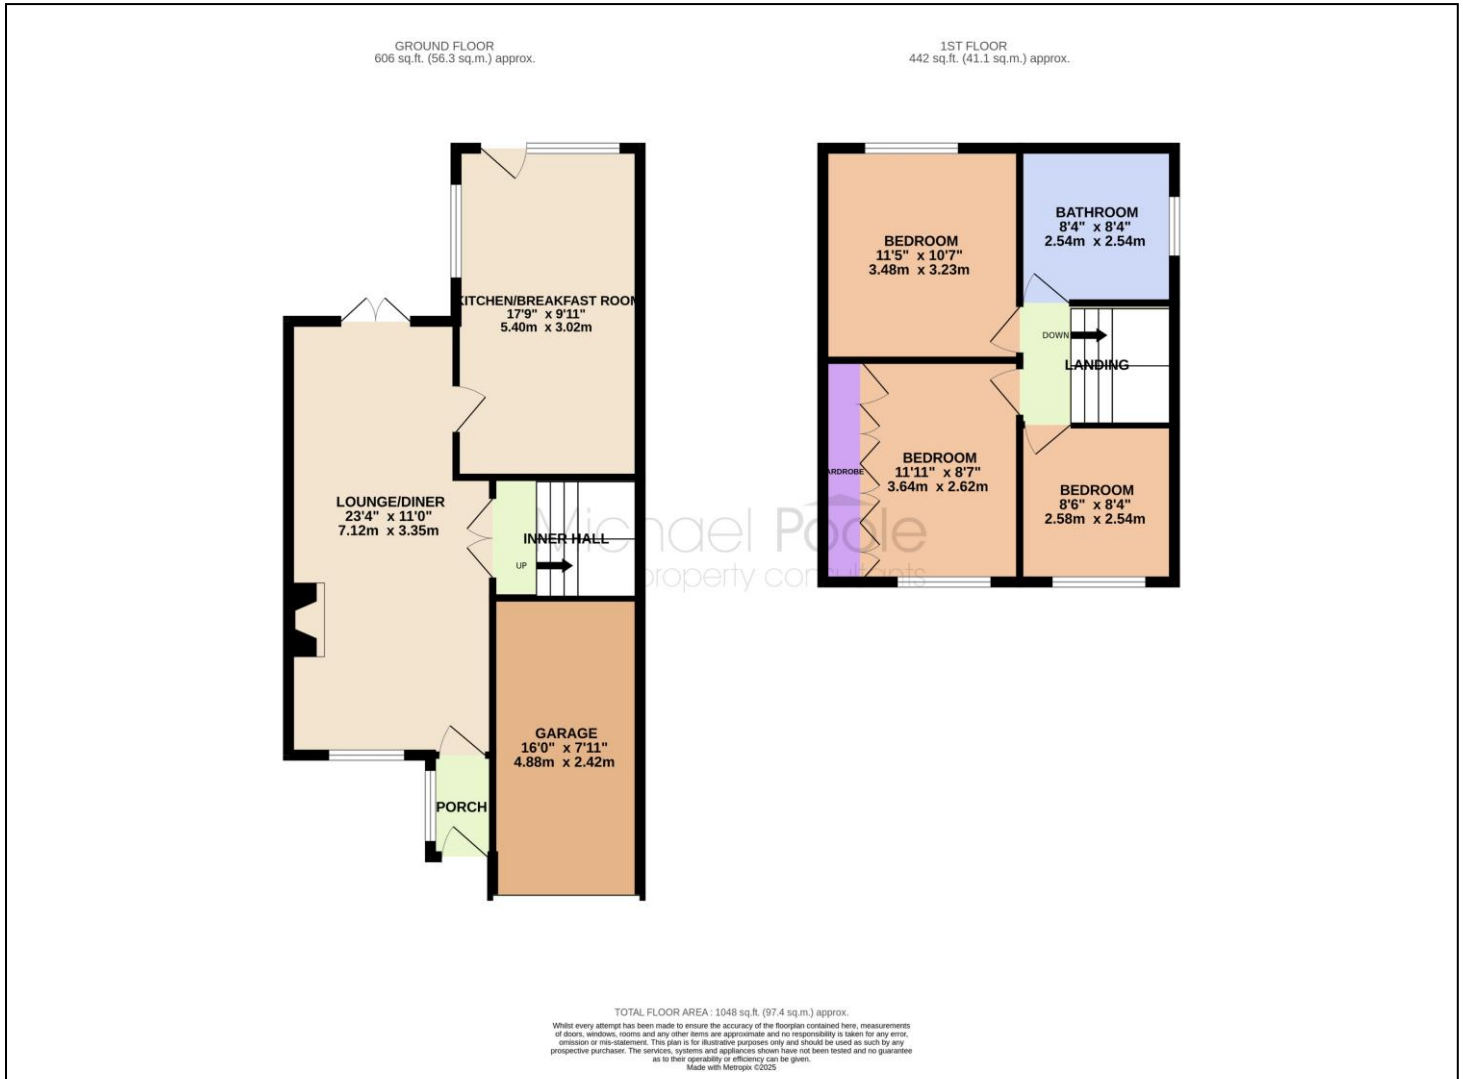 GROUND FLOOR
606 sq.ft. (56.3 sq.m.) approx.
1ST FLOOR
442 sq.ft. (41.1 sq.m.) approx.
KITCHEN/BREAKFAST ROOM
17'9" x 9'11"
5.40m x 3.02m
LOUNGE/DINER
23'4" x 11'0"
7.12m x 3.35m
INNER HALL
UP
GARAGE
16'0" x 7'11"
4.88m x 2.42m
PORCH
BEDROOM
11'5" x 10'7"
3.48m x 3.23m
BATHROOM
8'4" x 8'4"
2.54m x 2.54m
DOWN
LANDING
ARDROBE
BEDROOM
11'11" x 8'7"
3.64m x 2.62m
BEDROOM
8'6" x 8'4"
2.58m x 2.54m
Michael Poole
property consultants
TOTAL FLOOR AREA : 1048 sq.ft. (97.4 sq.m.) approx.
Whilst every attempt has been made to ensure the accuracy of the floorplan contained here, measurements
of doors, windows, rooms and any other items are approximate and no responsibility is taken for any error,
omission or mis-statement. This plan is for illustrative purposes only and should be used as such by any
prospective purchaser. The services, systems and appliances shown have not been tested and no guarantee
as to their operability or efficiency can be given.
Made with Metropix ©2025